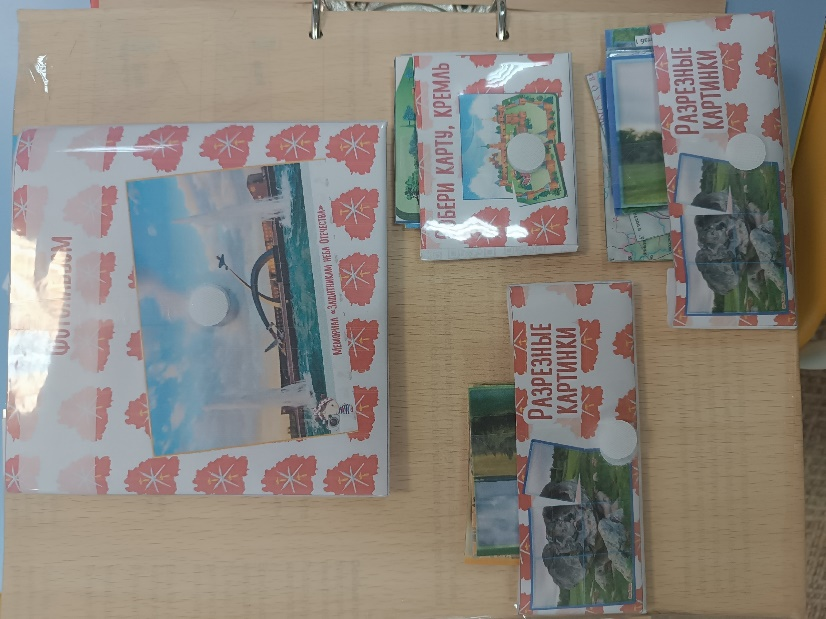 ФОТОАЛЬБОМ
МЕМОРИАЛ «ЗАЩИТНИКАМ НЕБА ОТЕЧЕСТВА»
СОБЕРИ КАРТУ, КРЕМЛЬ
РАЗРЕЗНЫЕ
КАРТИНКИ
РАЗРЕЗНЫЕ
КАРТИНКИ